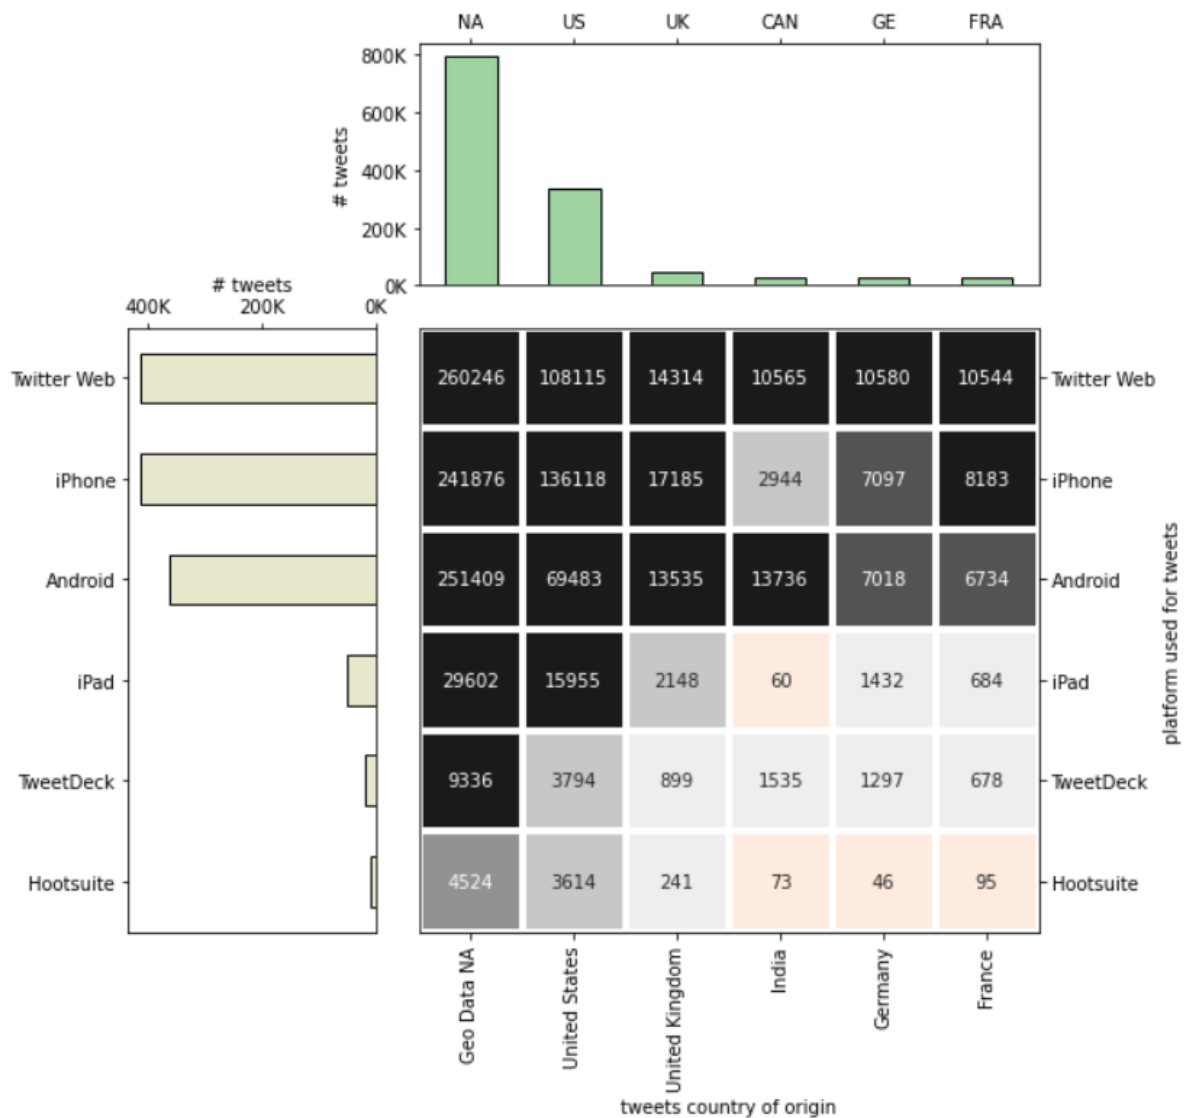 NA US UK CAN GE FRA
800K
600K
400K
200K
0K
# tweets
# tweets
400K 200K 0K
Twitter Web 260246 108115 14314 10565 10580 10544 Twitter Web
iPhone 241876 136118 17185 2944 7097 8183 iPhone
Android 251409 69483 13535 13736 7018 6734 Android
iPad 29602 15955 2148 60 1432 684 iPad
TweetDeck 9336 3794 899 1535 1297 678 TweetDeck
Hootsuite 4524 3614 241 73 46 95 Hootsuite
platform used for tweets
Geo Data NA
United States
United Kingdom
India
Germany
France
tweets country of origin